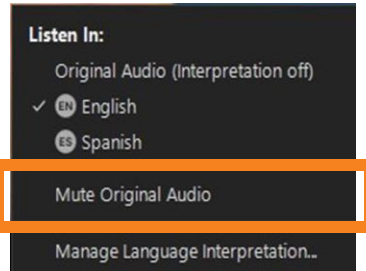 Listen In:
Original Audio (Interpretation off)
EN English
ES Spanish
Mute Original Audio
Manage Language Interpretation...